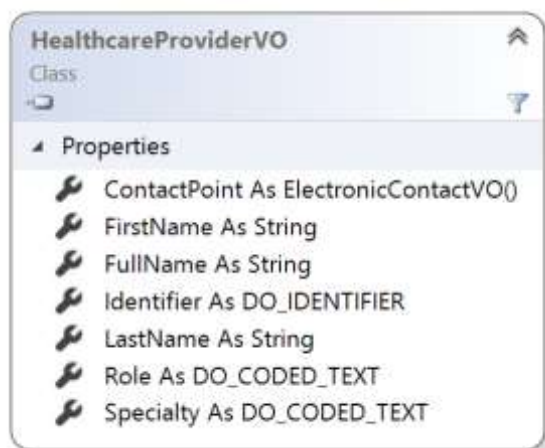 HealthcareProviderVO
Class
Properties
ContactPoint As ElectronicContactVO()
FirstName As String
FullName As String
Identifier As DO_IDENTIFIER
LastName As String
Role As DO_CODED_TEXT
Specialty As DO_CODED_TEXT